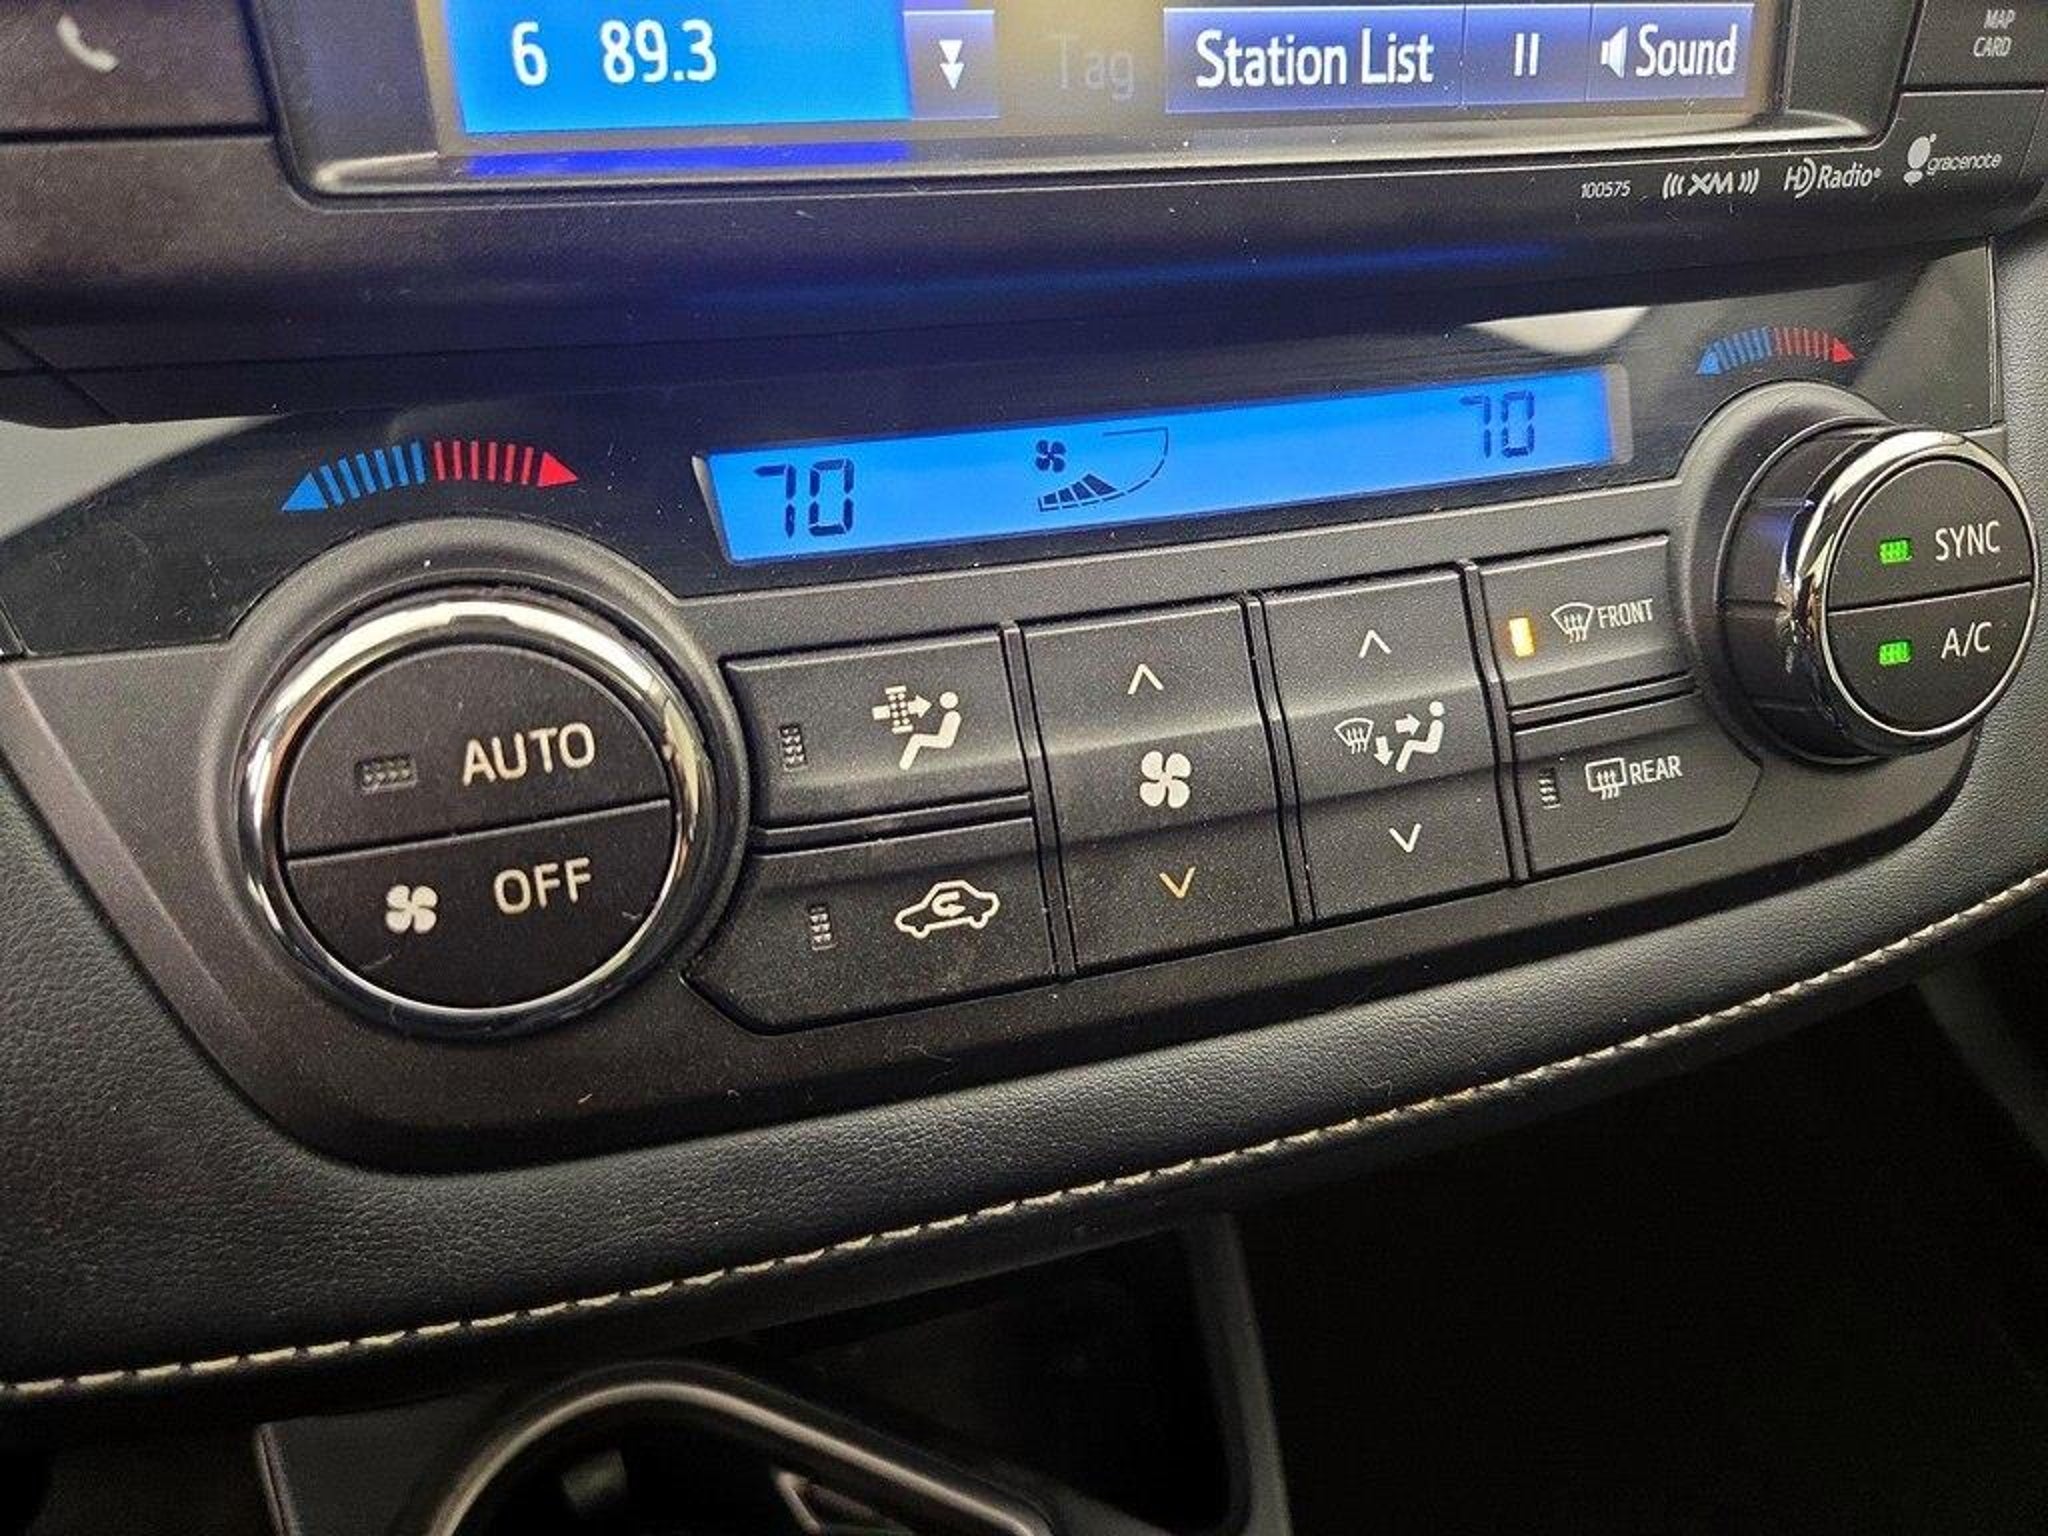 6 89.3
Tag
Station List
Sound
MAP
CARD
100575
XM
HD Radio
gracenote
70
70
SYNC
A/C
FRONT
REAR
AUTO
OFF